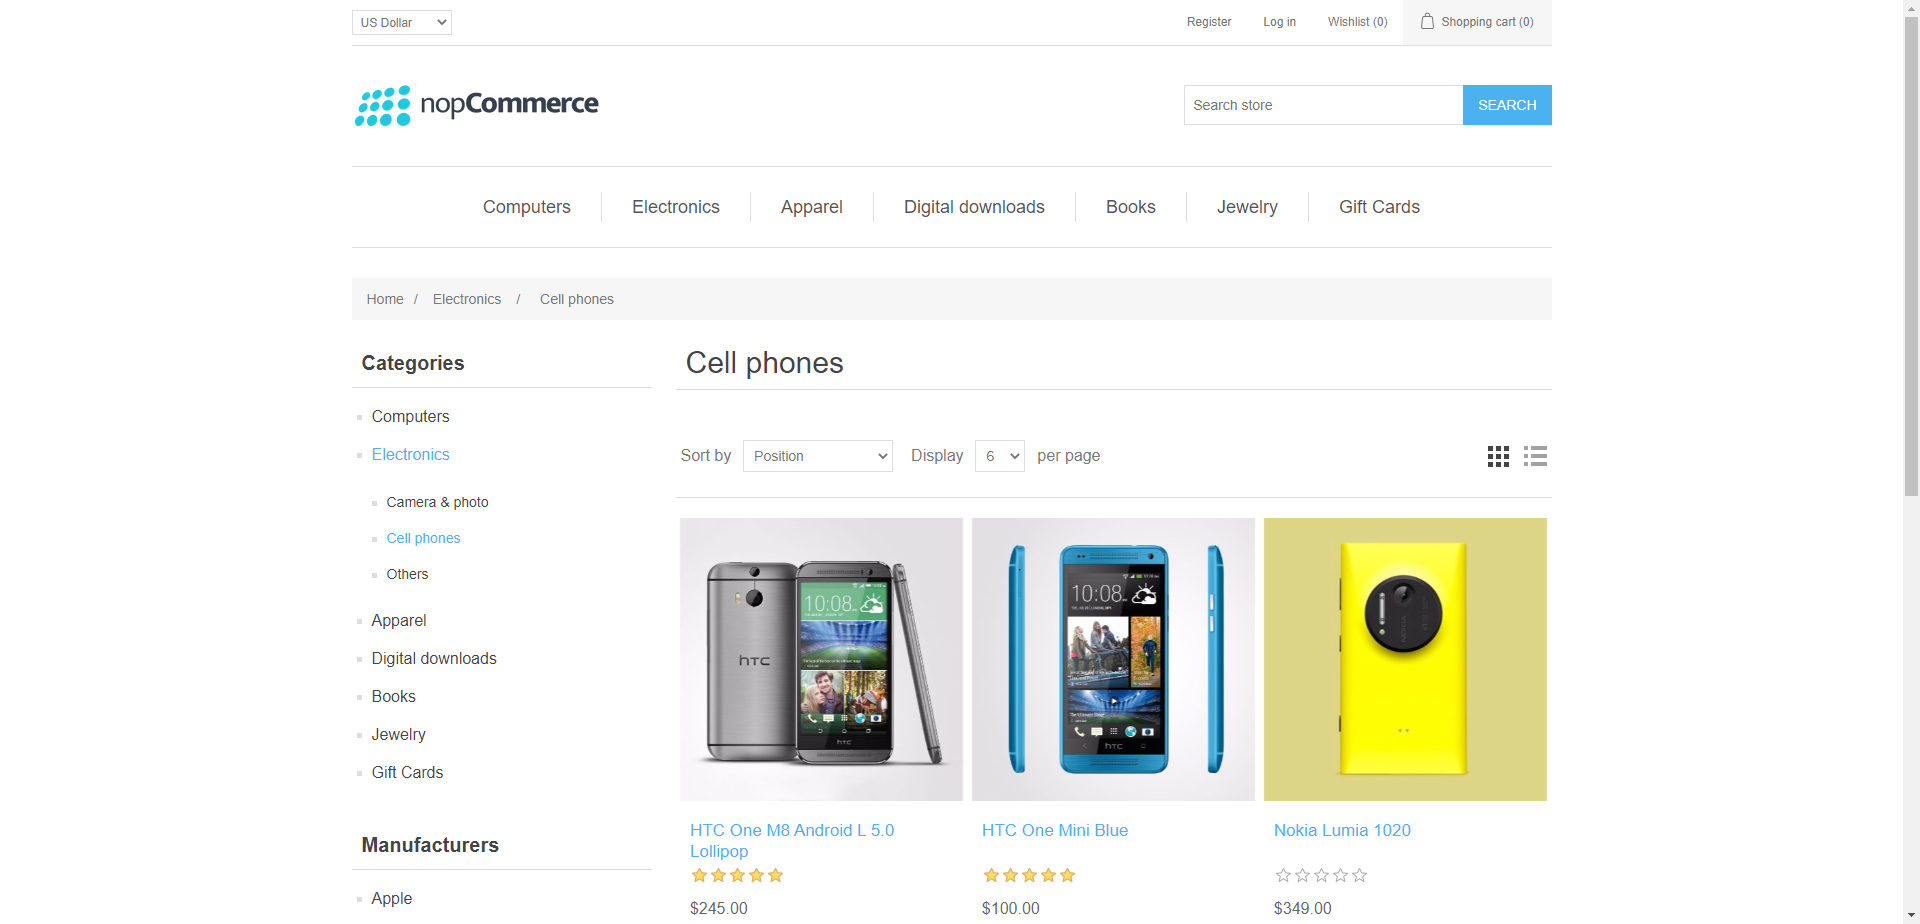 US Dollar
Register
Log in
Wishlist (0)
Shopping cart (0)
nopCommerce
Search store
SEARCH
Computers
Electronics
Apparel
Digital downloads
Books
Jewelry
Gift Cards
Home / Electronics / Cell phones
Categories
Computers
Electronics
Camera & photo
Cell phones
Others
Apparel
Digital downloads
Books
Jewelry
Gift Cards
Manufacturers
Apple
Cell phones
Sort by Position Display 6 per page
10:08
hTC
hTC
HTC One M8 Android L 5.0
Lollipop
$245.00
10:08
hTC
HTC One Mini Blue
$100.00
NOKIA
Nokia Lumia 1020
$349.00